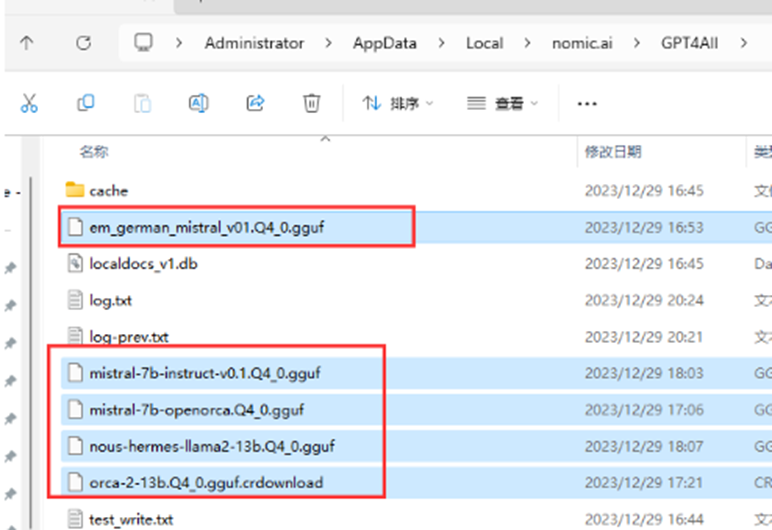 Administrator > AppData > Local > nomic.ai > GPT4All >
排序 查看 ...
名称 修改日期
cache 2023/12/29 16:45
em_german_mistral_v01.Q4_0.gguf 2023/12/29 16:53 GG
localdocs_v1.db 2023/12/29 16:45 Da
log.txt 2023/12/29 20:24
log-prev.txt 2023/12/29 20:21
mistral-7b-instruct-v0.1.Q4_0.gguf 2023/12/29 18:03 GG
mistral-7b-openorca.Q4_0.gguf 2023/12/29 17:06 GG
nous-hermes-llama2-13b.Q4_0.gguf 2023/12/29 18:07 GG
orca-2-13b.Q4_0.gguf.crdownload 2023/12/29 17:21 CR
test_write.txt 2023/12/29 16:44